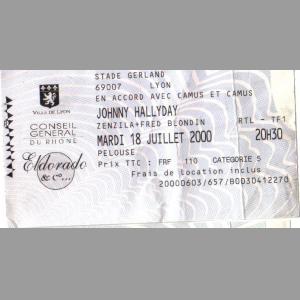 VILLE DE LYON
CONSEIL
GENERAL
DU RHONE
Eldorado
& C°...
STADE GERLAND
69007 LYON
EN ACCORD AVEC CAMUS ET CAMUS
JOHNNY HALLYDAY
ZENZILA+FRED BLONDIN RTL - TF1
MARDI 18 JUILLET 2000 20H30
PELOUSE
Prix TTC : FRF 110 CATEGORIE 5
Frais de location inclus
20000603/657/B0D3D412270